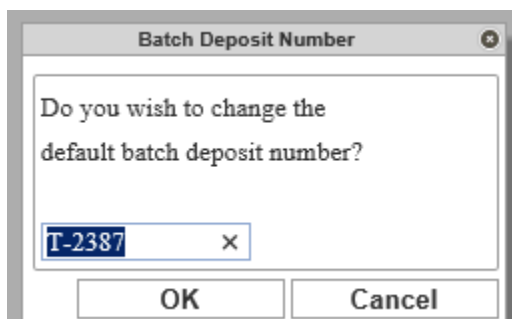 Batch Deposit Number
Do you wish to change the
default batch deposit number?
T-2387
OK Cancel